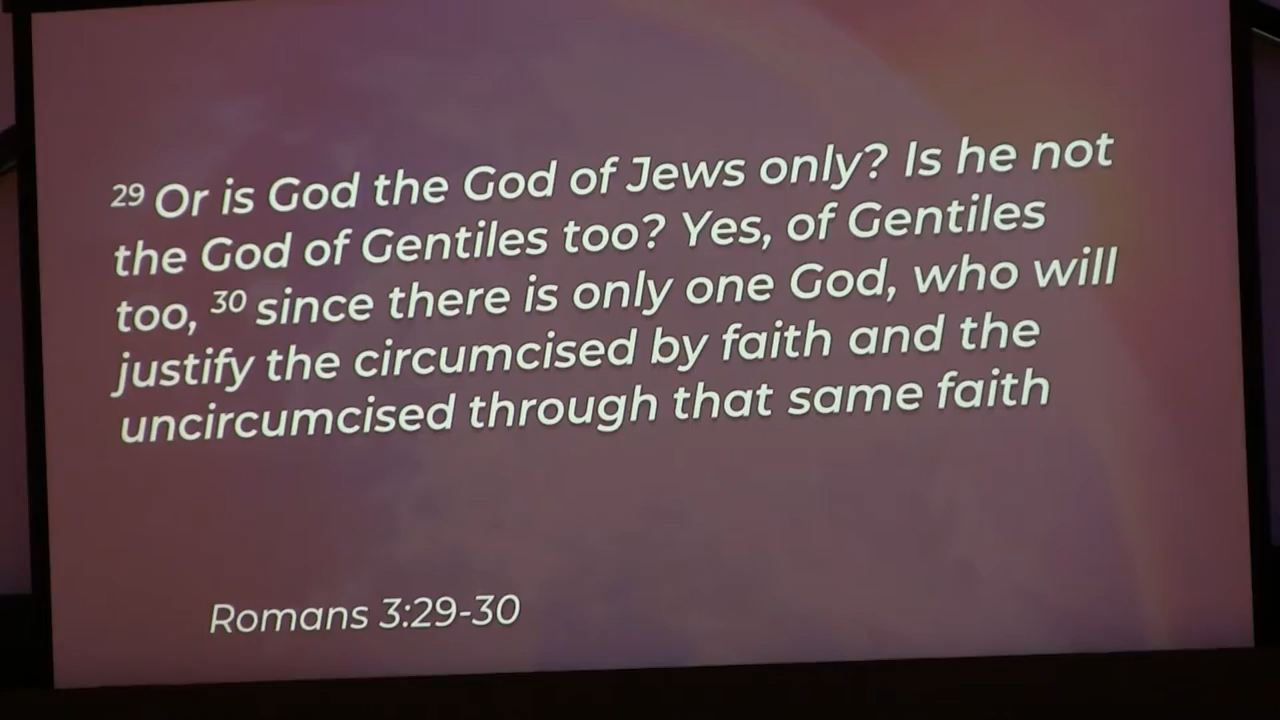 29 Or is God the God of Jews only? Is he not
the God of Gentiles too? Yes, of Gentiles
too, 30 since there is only one God, who will
justify the circumcised by faith and the
uncircumcised through that same faith
Romans 3:29-30